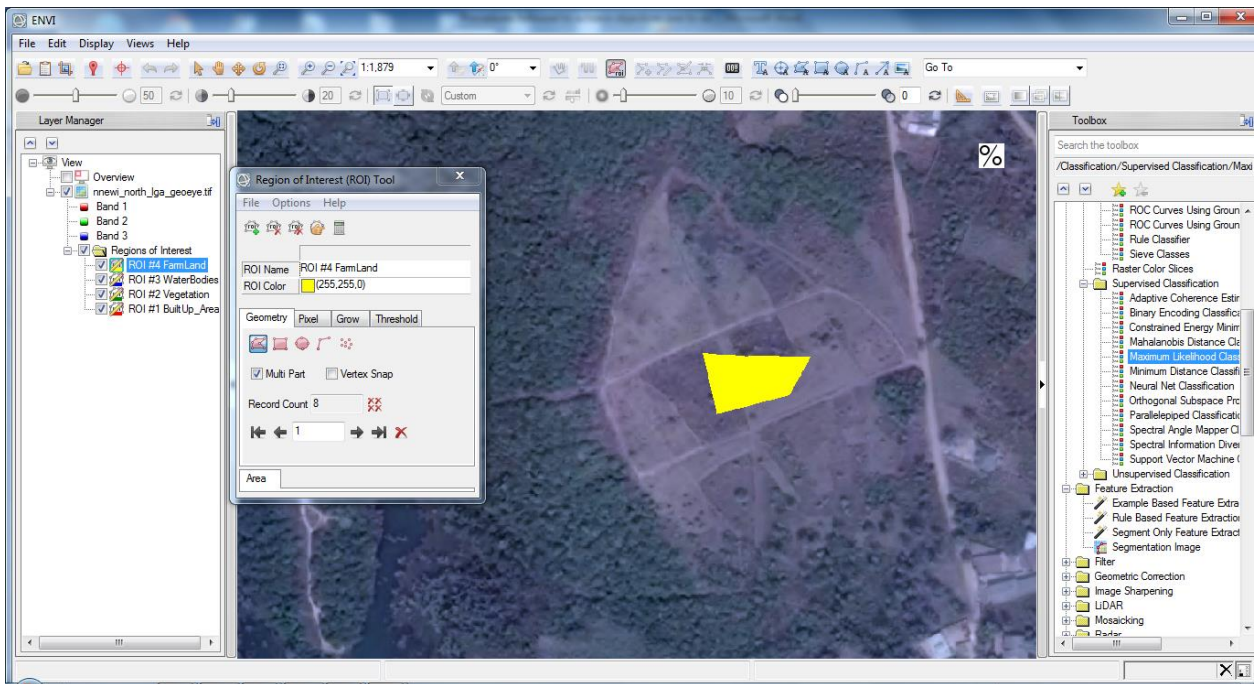 ENVI
File Edit Display Views Help
1:1,879 0° Go To
50 20 Custom 10 0
Layer Manager
View
Overview
nnewi_north_lga_geoeye.tif
Band 1
Band 2
Band 3
Regions of Interest
ROI #4 FarmLand
ROI #3 WaterBodies
ROI #2 Vegetation
ROI #1 BuiltUp_Area
Region of Interest (ROI) Tool
File Options Help
ROI Name ROI #4 FarmLand
ROI Color (255,255,0)
Geometry Pixel Grow Threshold
Multi Part Vertex Snap
Record Count 8
1
Area
%
Toolbox
Search the toolbox
/Classification/Supervised Classification/Maxi
ROC Curves Using Groun
ROC Curves Using Groun
Rule Classifier
Sieve Classes
Raster Color Slices
Supervised Classification
Adaptive Coherence Estir
Binary Encoding Classifica
Constrained Energy Minim
Mahalanobis Distance Cla
Maximum Likelihood Class
Minimum Distance Classifi
Neural Net Classification
Orthogonal Subspace Pro
Parallelepiped Classificatio
Spectral Angle Mapper Cl
Spectral Information Diver
Support Vector Machine (
Unsupervised Classification
Feature Extraction
Example Based Feature Extra
Rule Based Feature Extraction
Segment Only Feature Extract
Segmentation Image
Filter
Geometric Correction
Image Sharpening
LiDAR
Mosaicking
Radar